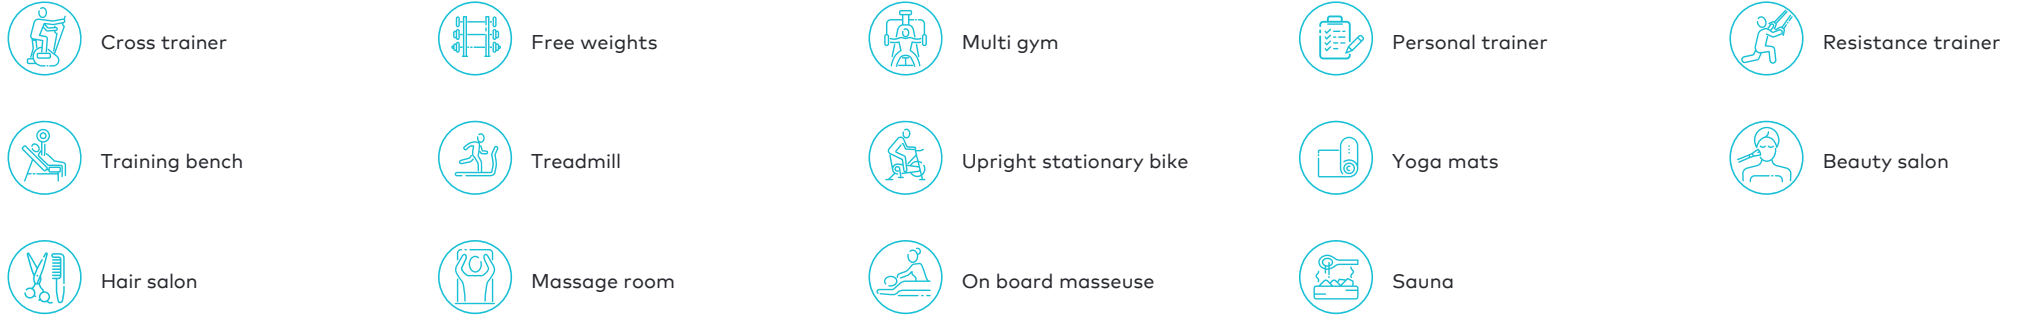 Cross trainer
Free weights
Multi gym
Personal trainer
Resistance trainer
Training bench
Treadmill
Upright stationary bike
Yoga mats
Beauty salon
Hair salon
Massage room
On board masseuse
Sauna